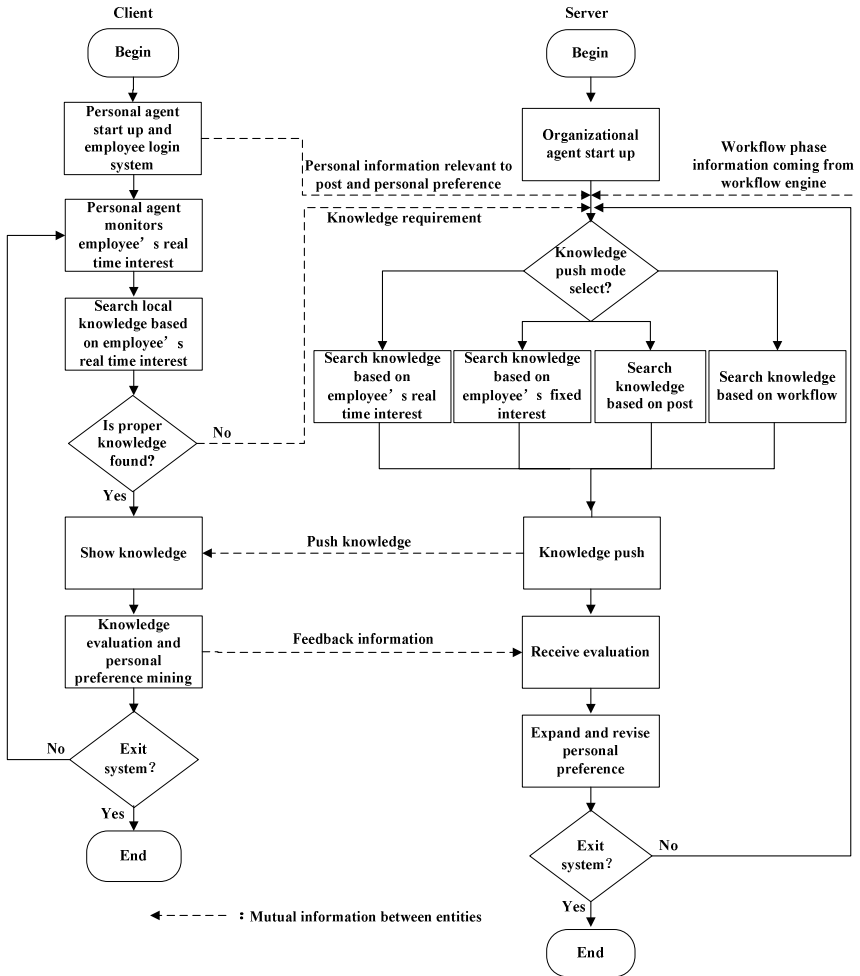 Client
Server
Begin
Begin
Personal agent
start up and
employee login
system
Organizational
agent start up
Workflow phase
information coming from
workflow engine
Personal information relevant to
post and personal preference
Knowledge requirement
Personal agent
monitors
employee’s real
time interest
Knowledge
push mode
select?
Search local
knowledge based
on employee’s
real time interest
Search knowledge
based on
employee’s real
time interest
Search knowledge
based on
employee’s fixed
interest
Search
knowledge
based on post
Search knowledge
based on workflow
Is proper
knowledge
found?
No
Yes
Show knowledge
Push knowledge
Knowledge push
Knowledge
evaluation and
personal
preference mining
Feedback information
Receive evaluation
Expand and revise
personal
preference
No
Exit
system?
Yes
End
Exit
system?
No
Yes
End
: Mutual information between entities